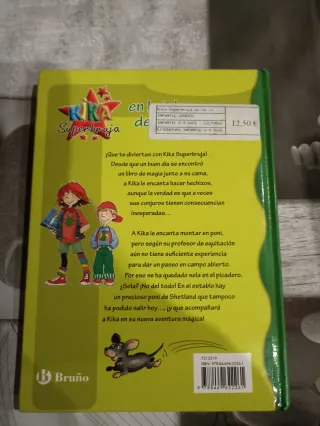 KIKA
Superbruja
en
de
12,50 €
¡Que te diviertas con Kika Superbruja!
Desde que un buen día se encontró
un libro de magia junto a su cama,
a Kika le encanta hacer hechizos,
aunque la verdad es que a veces
sus conjuros tienen consecuencias
inesperadas...
A Kika le encanta montar en poni,
pero según su profesor de equitación
aún no tiene suficiente experiencia
para dar un paseo en campo abierto.
Por eso se ha quedado sola en el picadero.
¿Sola? ¡No del todo! En el establo hay
un precioso poni de Shetland que tampoco
ha podido salir hoy..., ¡y que acompañará
a Kika en su nueva aventura mágica!
Bruño